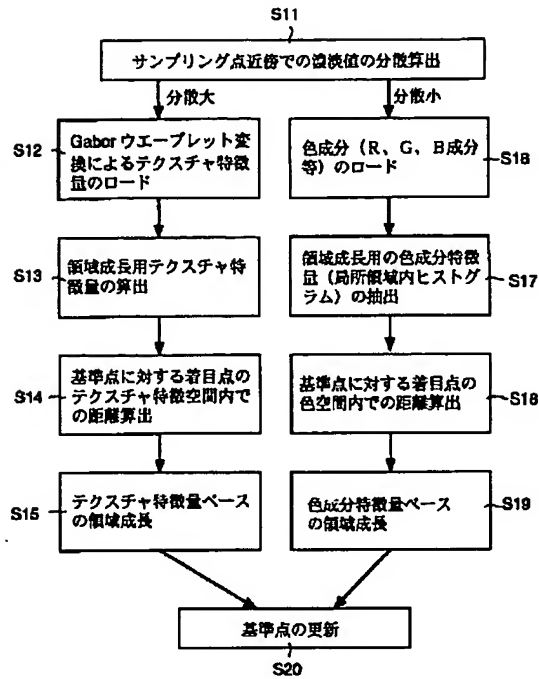 S11
サンプリング点近傍での濃淡値の分散算出
分散大
分散小
S12
Gaborウエーブレット変
換によるテクスチャ特徴
量のロード
色成分（R、G、B成分
等）のロード
S18
S13
領域成長用テクスチャ特
徴量の算出
領域成長用の色成分特徴
量（局所領域内ヒストグ
ラム）の抽出
S17
S14
基準点に対する着目点の
テクスチャ特徴空間内で
の距離算出
基準点に対する着目点の
色空間内での距離算出
S18
S15
テクスチャ特徴量ベース
の領域成長
色成分特徴量ベース
の領域成長
S19
基準点の更新
S20